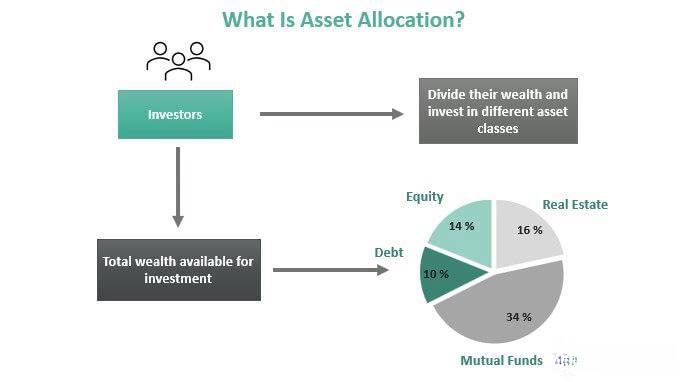 What Is Asset Allocation?
Investors
Divide their wealth and
invest in different asset
classes
Equity
Real Estate
14 %
16 %
Debt
Total wealth available for
investment
10 %
34 %
Mutual Funds